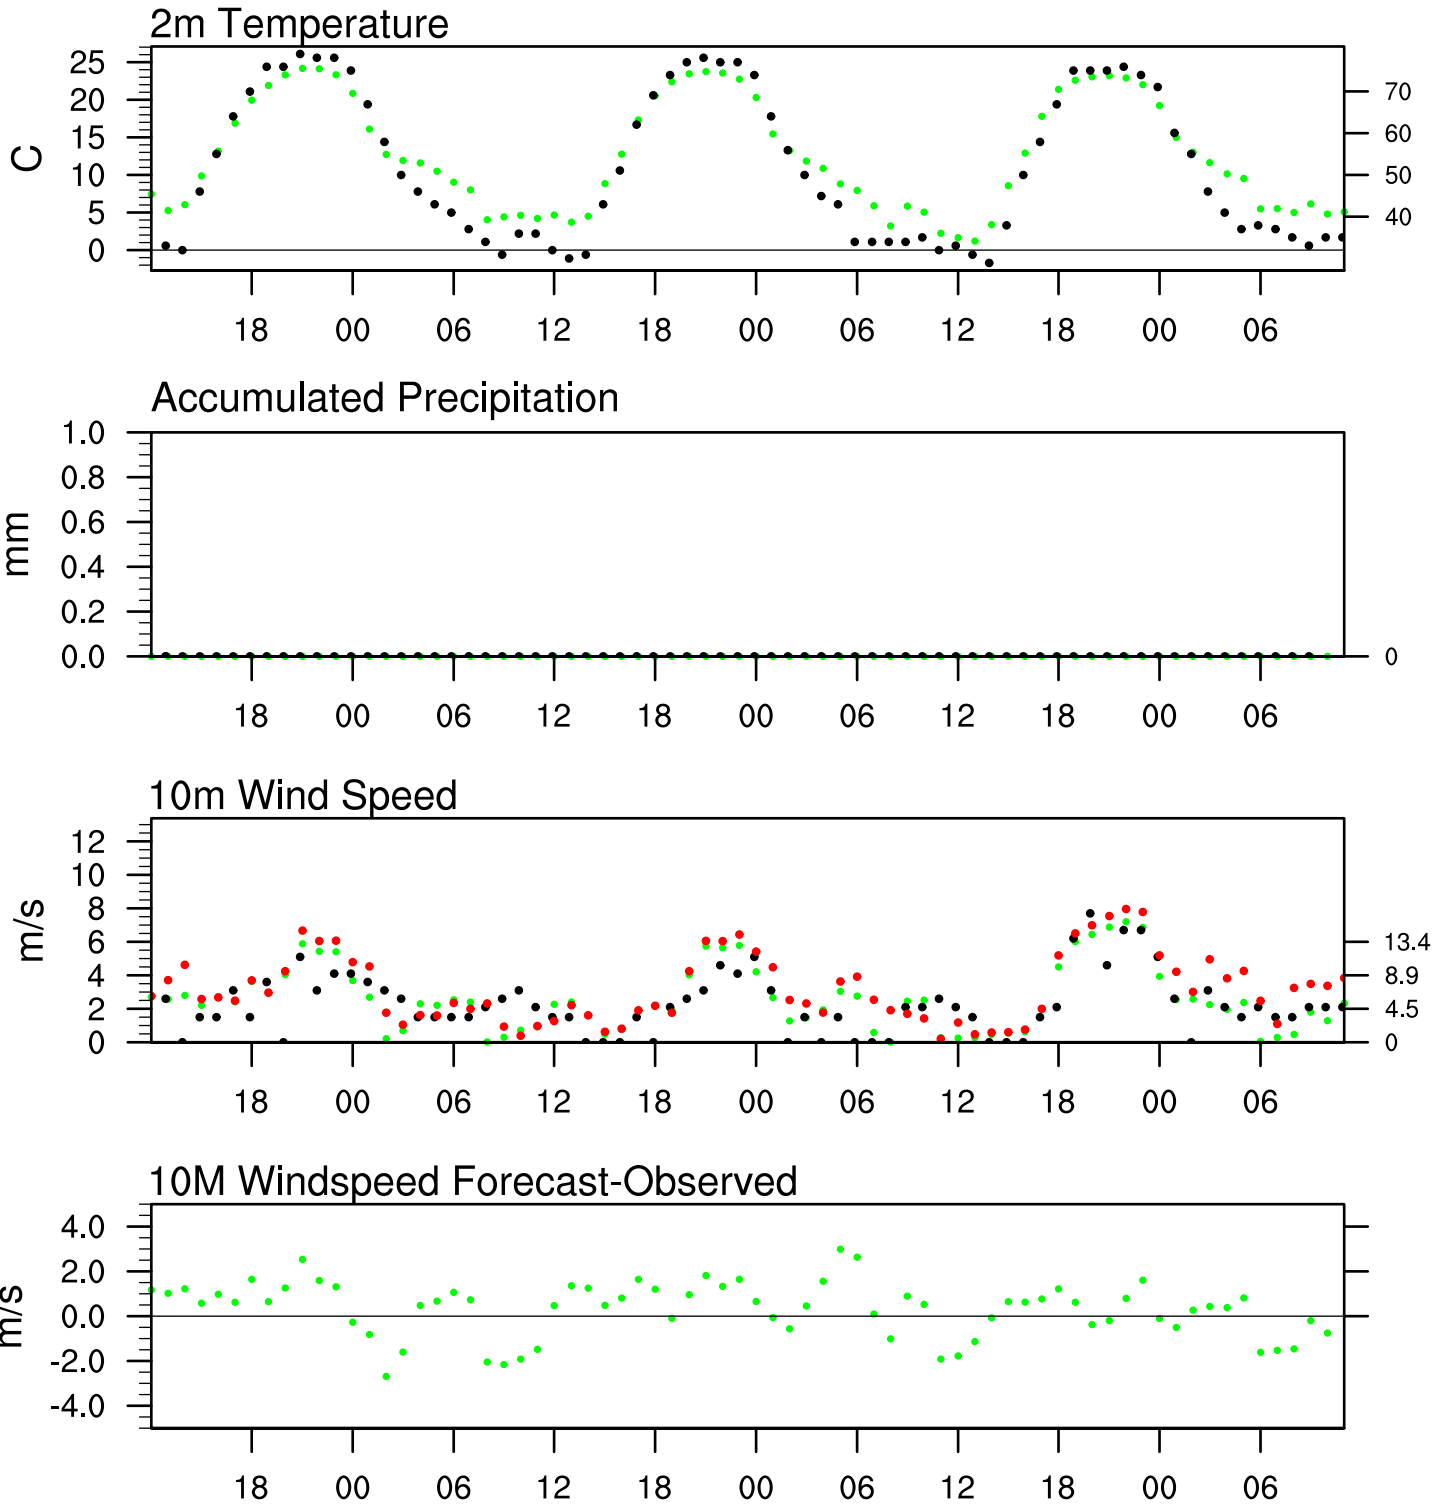 2m Temperature
25
20
15
10
5
0
C
70
60
50
40
18 00 06 12 18 00 06 12 18 00 06
Accumulated Precipitation
1.0
0.8
0.6
0.4
0.2
0.0
mm
0
18 00 06 12 18 00 06 12 18 00 06
10m Wind Speed
12
10
8
6
4
2
0
m/s
13.4
8.9
4.5
0
18 00 06 12 18 00 06 12 18 00 06
10M Windspeed Forecast-Observed
4.0
2.0
0.0
-2.0
-4.0
m/s
18 00 06 12 18 00 06 12 18 00 06